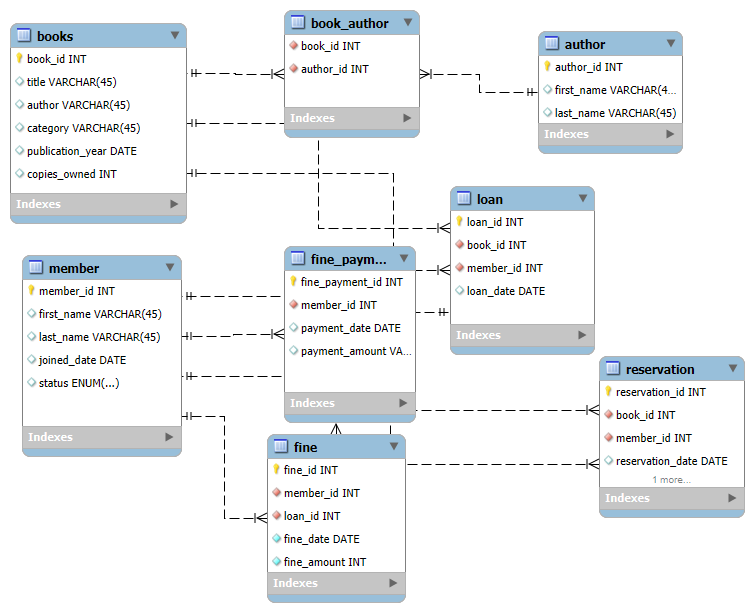 books
book_id INT
title VARCHAR(45)
author VARCHAR(45)
category VARCHAR(45)
publication_year DATE
copies_owned INT
Indexes
book_author
book_id INT
author_id INT
Indexes
author
author_id INT
first_name VARCHAR(4...
last_name VARCHAR(45)
Indexes
loan
loan_id INT
book_id INT
member_id INT
loan_date DATE
Indexes
member
member_id INT
first_name VARCHAR(45)
last_name VARCHAR(45)
joined_date DATE
status ENUM(...)
Indexes
fine_paym...
fine_payment_id INT
member_id INT
payment_date DATE
payment_amount VA...
Indexes
reservation
reservation_id INT
book_id INT
member_id INT
reservation_date DATE
1 more...
Indexes
fine
fine_id INT
member_id INT
loan_id INT
fine_date DATE
fine_amount INT
Indexes